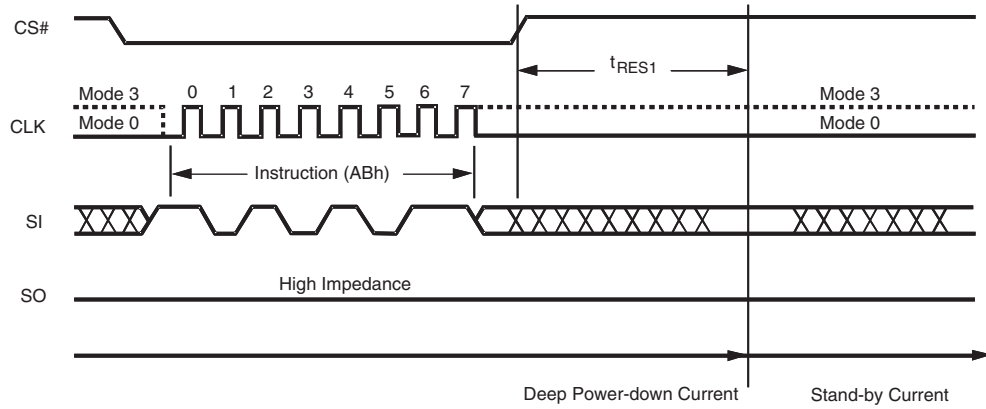 CS#
tRES1
Mode 3
0 1 2 3 4 5 6 7
Mode 3
CLK
Mode 0
Mode 0
Instruction (ABh)
SI
High Impedance
SO
Deep Power-down Current
Stand-by Current